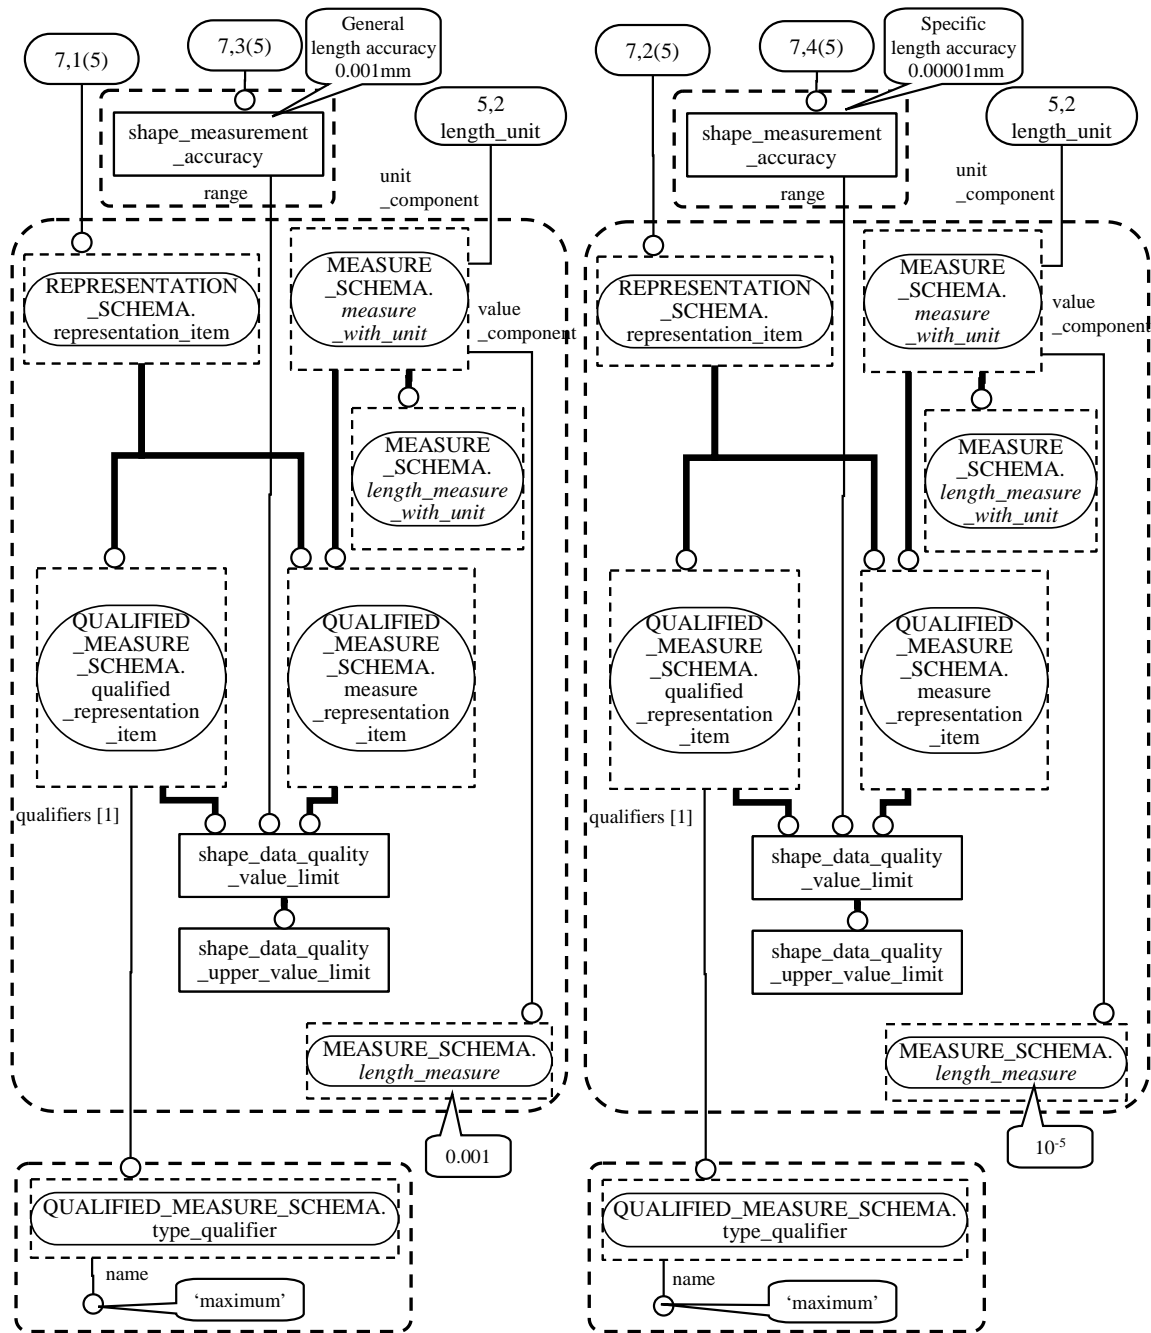 7,1(5)
7,3(5)
General
length accuracy
0.001mm
5,2
length_unit
shape_measurement
_accuracy
range
unit
_component
REPRESENTATION
_SCHEMA.
representation_item
MEASURE
_SCHEMA.
measure
_with_unit
value
_component
MEASURE
_SCHEMA.
length_measure
_with_unit
QUALIFIED
_MEASURE
_SCHEMA.
qualified
_representation
_item
QUALIFIED
_MEASURE
_SCHEMA.
measure
_representation
_item
qualifiers [1]
shape_data_quality
_value_limit
shape_data_quality
_upper_value_limit
MEASURE_SCHEMA.
length_measure
0.001
QUALIFIED_MEASURE_SCHEMA.
type_qualifier
name
‘maximum’
7,2(5)
7,4(5)
Specific
length accuracy
0.00001mm
5,2
length_unit
shape_measurement
_accuracy
range
unit
_component
REPRESENTATION
_SCHEMA.
representation_item
MEASURE
_SCHEMA.
measure
_with_unit
value
_component
MEASURE
_SCHEMA.
length_measure
_with_unit
QUALIFIED
_MEASURE
_SCHEMA.
qualified
_representation
_item
QUALIFIED
_MEASURE
_SCHEMA.
measure
_representation
_item
qualifiers [1]
shape_data_quality
_value_limit
shape_data_quality
_upper_value_limit
MEASURE_SCHEMA.
length_measure
10⁻⁵
QUALIFIED_MEASURE_SCHEMA.
type_qualifier
name
‘maximum’